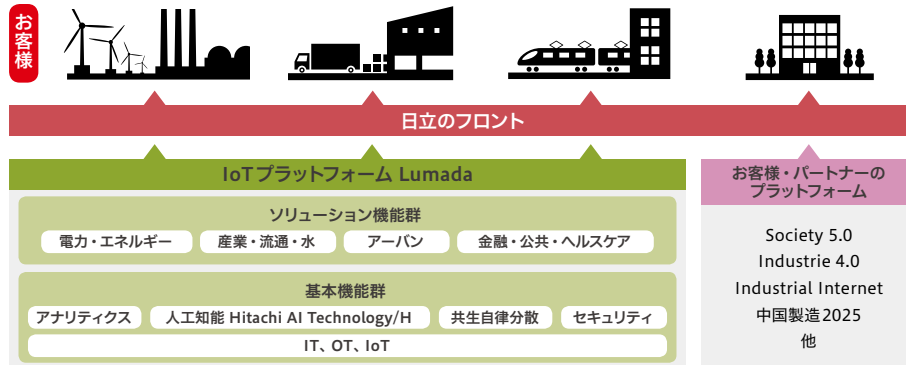 お客様
日立のフロント
IoTプラットフォーム Lumada
ソリューション機能群
電力・エネルギー
産業・流通・水
アーバン
金融・公共・ヘルスケア
基本機能群
アナリティクス
人工知能 Hitachi AI Technology/H
共生自律分散
セキュリティ
IT、OT、IoT
お客様・パートナーの
プラットフォーム
Society 5.0
Industrie 4.0
Industrial Internet
中国製造2025
他